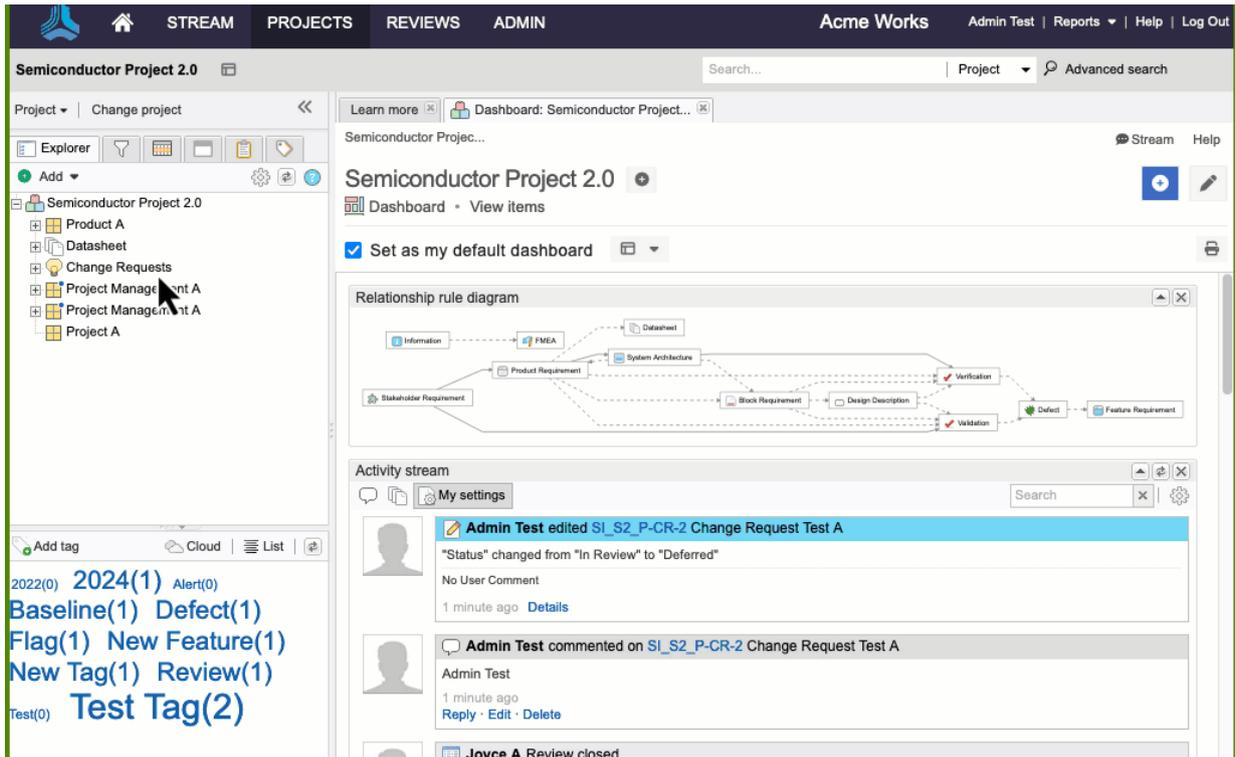 STREAM PROJECTS REVIEWS ADMIN Acme Works Admin Test | Reports | Help | Log Out
Semiconductor Project 2.0 Search... Project Advanced search
Project Change project
Learn more Dashboard: Semiconductor Project...
Semiconductor Projec... Stream Help
Explorer
Add
Semiconductor Project 2.0
Product A
Datasheet
Change Requests
Project Management A
Project Management A
Project A
Add tag Cloud | List
2022(0) 2024(1) Alert(0)
Baseline(1) Defect(1)
Flag(1) New Feature(1)
New Tag(1) Review(1)
Test(0) Test Tag(2)
Semiconductor Project 2.0
Dashboard • View items
Set as my default dashboard
Relationship rule diagram
Datasheet
Information FMEA
System Architecture
Product Requirement
Verification
Stakeholder Requirement Block Requirement Design Description
Defect Feature Requirement
Validation
Activity stream
My settings Search
Admin Test edited SI_S2_P-CR-2 Change Request Test A
"Status" changed from "In Review" to "Deferred"
No User Comment
1 minute ago Details
Admin Test commented on SI_S2_P-CR-2 Change Request Test A
Admin Test
1 minute ago
Reply · Edit · Delete
Joyce A Review closed